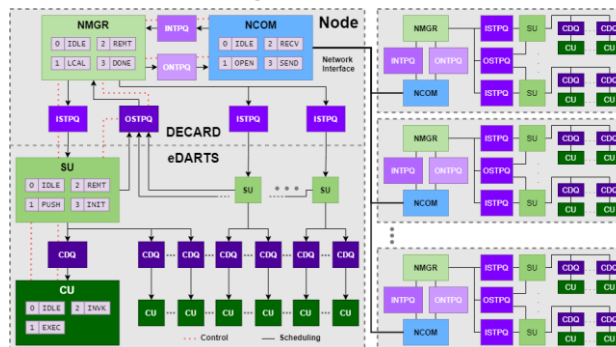 Node
NMGR
0 IDLE 2 REMT
1 LCAL 3 DONE
INTPQ
ONTPQ
NCOM
0 IDLE 2 RECV
1 OPEN 3 SEND
Network
Interface
ISTPQ
OSTPQ
ISTPQ
ISTPQ
DECARD
eDARTS
SU
0 IDLE 2 REMT
1 PUSH 3 INIT
SU
SU
CDQ
CDQ CDQ CDQ CDQ CDQ CDQ
CU
0 IDLE 2 INVK
1 EXEC
CU CU CU CU CU CU
Control
Scheduling
NMGR
ISTPQ
SU
CDQ
CDQ
CU
CU
INTPQ
ONTPQ
OSTPQ
NCOM
ISTPQ
SU
CDQ
CDQ
CU
CU
NMGR
ISTPQ
SU
CDQ
CDQ
CU
CU
INTPQ
ONTPQ
OSTPQ
NCOM
ISTPQ
SU
CDQ
CDQ
CU
CU
NMGR
ISTPQ
SU
CDQ
CDQ
CU
CU
INTPQ
ONTPQ
OSTPQ
NCOM
ISTPQ
SU
CDQ
CDQ
CU
CU